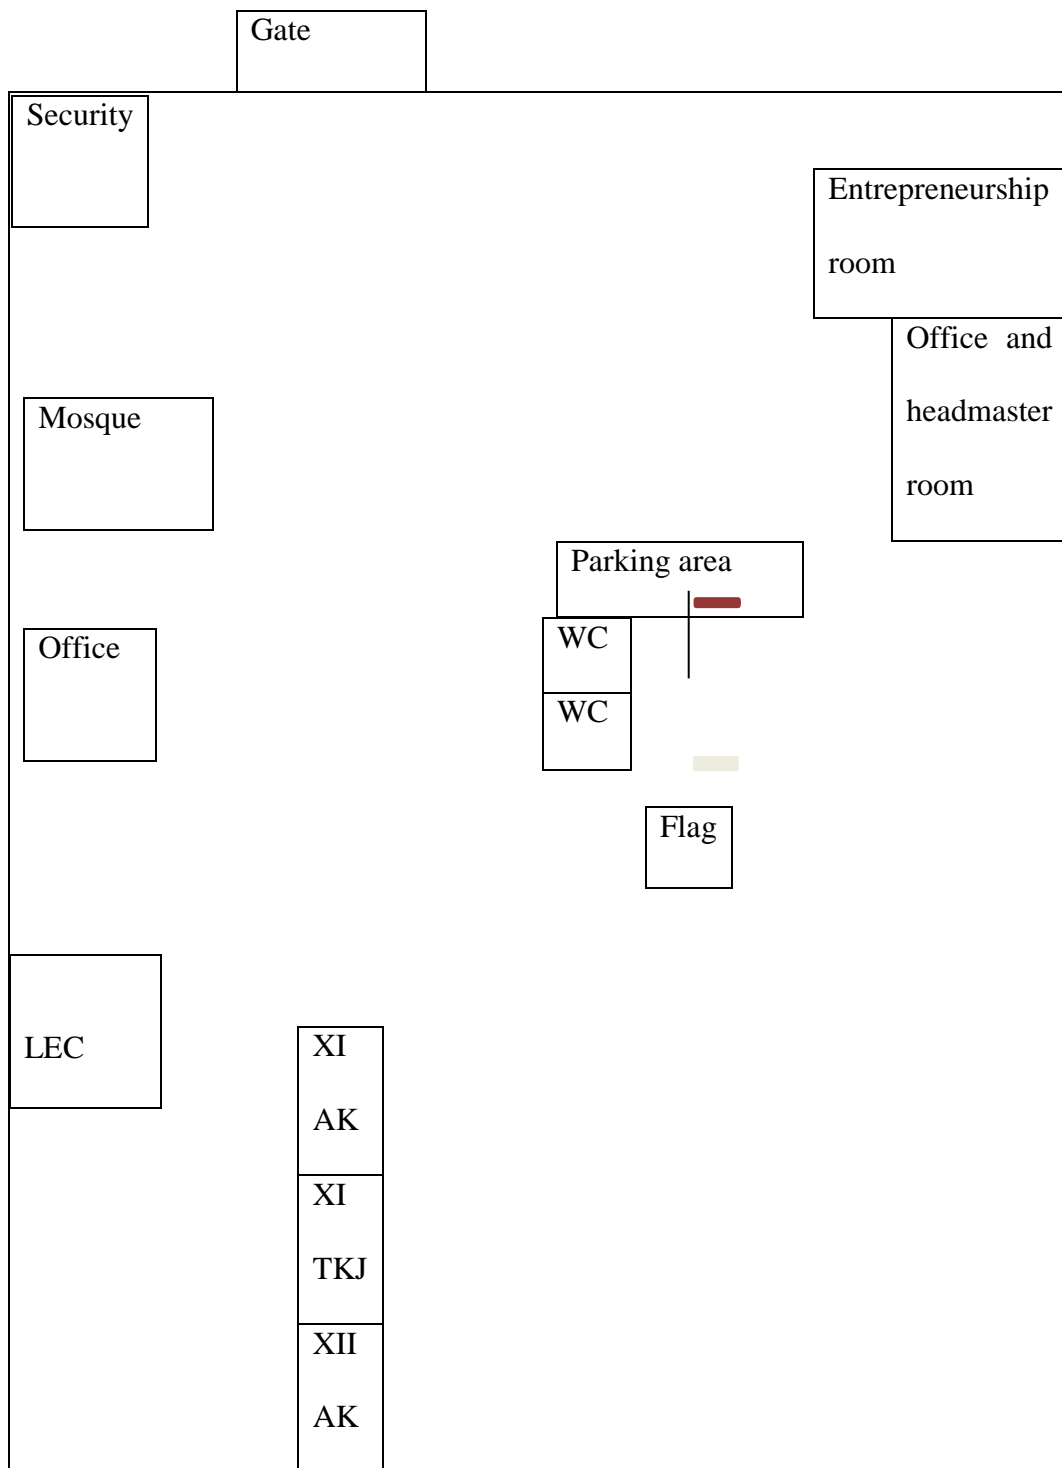 Gate
Security
Entrepreneurship
room
Office and
headmaster
room
Mosque
Parking area
WC
Office
WC
Flag
LEC
XI
AK
XI
TKJ
XII
AK